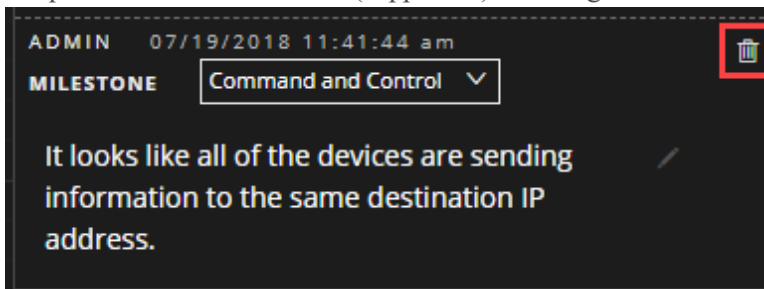 ADMIN 07/19/2018 11:41:44 am
MILESTONE Command and Control
It looks like all of the devices are sending
information to the same destination IP
address.